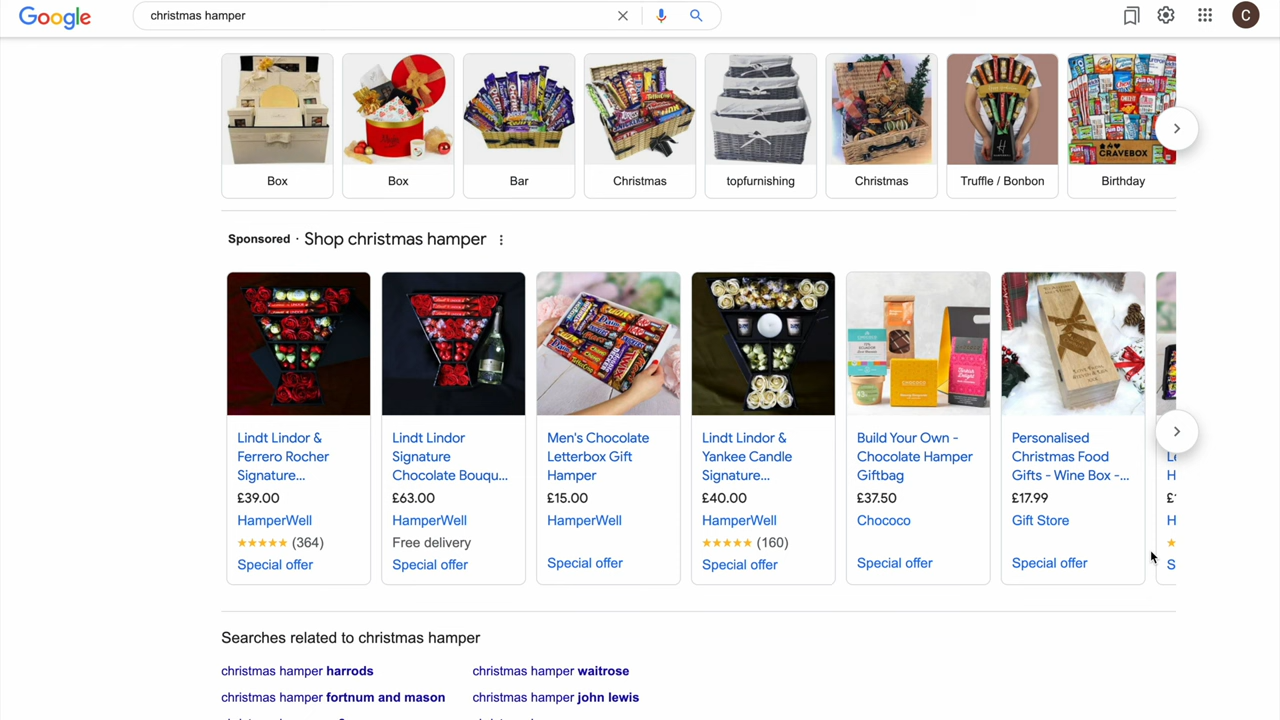 Google
christmas hamper
C
CRAVEBOX
Box
Box
Bar
Christmas
topfurnishing
Christmas
Truffle / Bonbon
Birthday
Sponsored · Shop christmas hamper
Lindt Lindor &
Ferrero Rocher
Signature...
£39.00
HamperWell
(364)
Special offer
Lindt Lindor
Signature
Chocolate Bouqu...
£63.00
HamperWell
Free delivery
Special offer
Men's Chocolate
Letterbox Gift
Hamper
£15.00
HamperWell
Special offer
Lindt Lindor &
Yankee Candle
Signature...
£40.00
HamperWell
(160)
Special offer
Build Your Own -
Chocolate Hamper
Giftbag
£37.50
Chococo
Special offer
Personalised
Christmas Food
Gifts - Wine Box -...
£17.99
Gift Store
Special offer
Searches related to christmas hamper
christmas hamper harrods
christmas hamper waitrose
christmas hamper fortnum and mason
christmas hamper john lewis